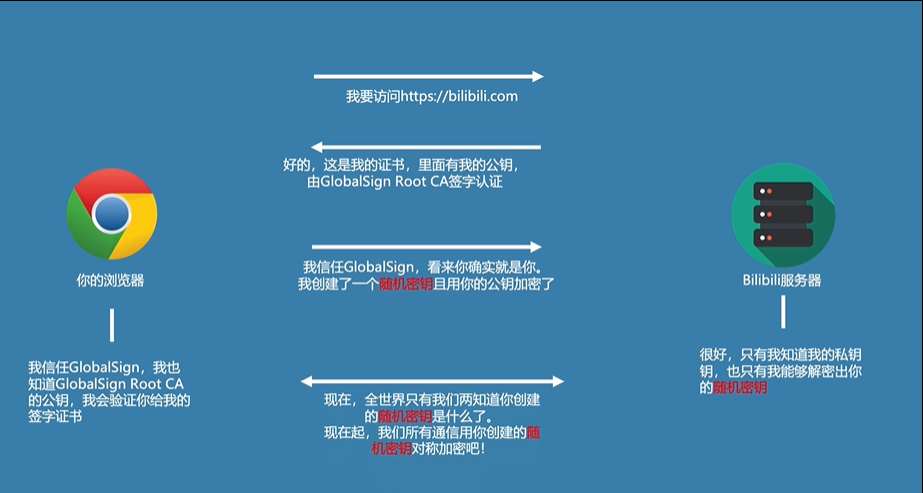 我要访问https://bilibili.com
好的，这是我的证书，里面有我的公钥，
由GlobalSign Root CA签字认证
我信任GlobalSign，看来你确实就是你。
我创建了一个随机密钥且用你的公钥加密了
你的浏览器
Bilibili服务器
我信任GlobalSign，我也
知道GlobalSign Root CA
的公钥，我会验证你给我的
签字证书
很好，只有我知道我的私钥
钥，也只有我能够解密出你
的随机密钥
现在，全世界只有我们两知道你创建
的随机密钥是什么了。
现在起，我们所有通信用你创建的随
机密钥对称加密吧！